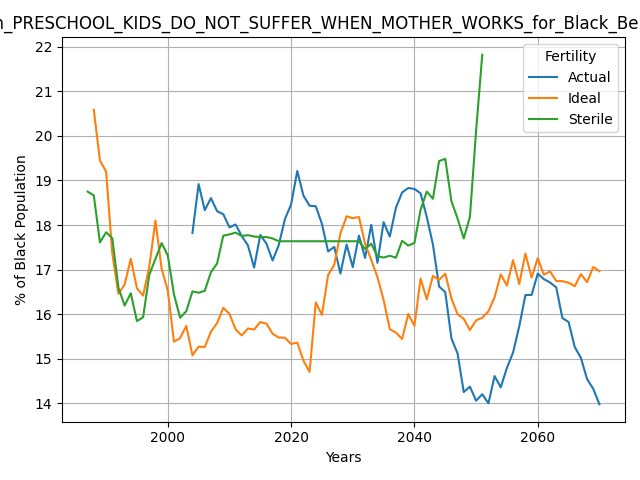 PRESCHOOL_KIDS_DO_NOT_SUFFER_WHEN_MOTHER_WORKS_for_Black_Be
Fertility
Actual
Ideal
Sterile
% of Black Population
22
21
20
19
18
17
16
15
14
2000
2020
2040
2060
Years